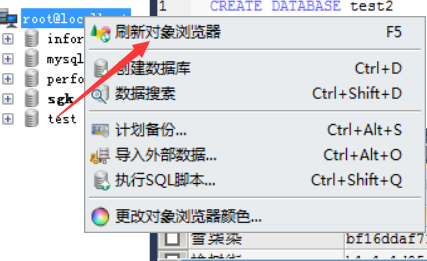 1 CREATE DATABASE test2
root@localhost
infor
mysql
perfo
sgk
test
刷新对象浏览器 F5
创建数据库 Ctrl+D
数据搜索 Ctrl+Shift+D
计划备份... Ctrl+Alt+S
导入外部数据... Ctrl+Alt+O
执行SQL脚本... Ctrl+Shift+Q
更改对象浏览器颜色...
bf16ddaf7